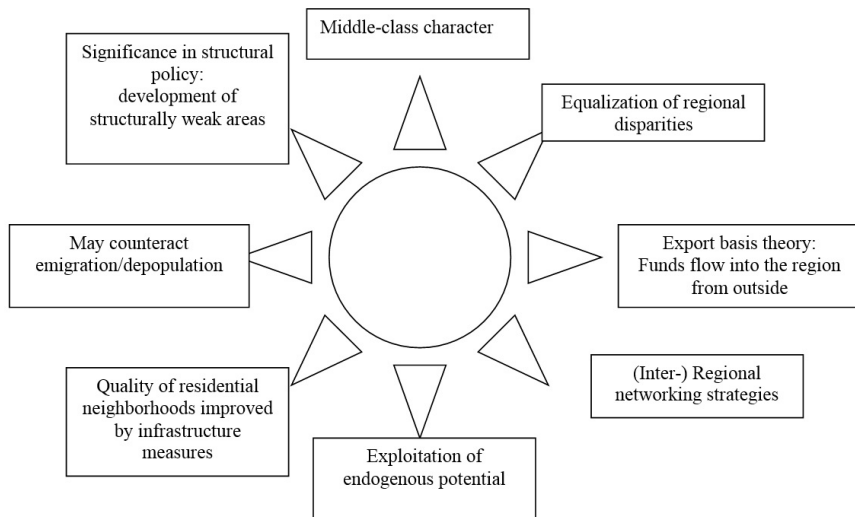 Middle-class character
Significance in structural
policy:
development of
structurally weak areas
Equalization of regional
disparities
May counteract
emigration/depopulation
Export basis theory:
Funds flow into the region
from outside
Quality of residential
neighborhoods improved
by infrastructure
measures
(Inter-) Regional
networking strategies
Exploitation of
endogenous potential